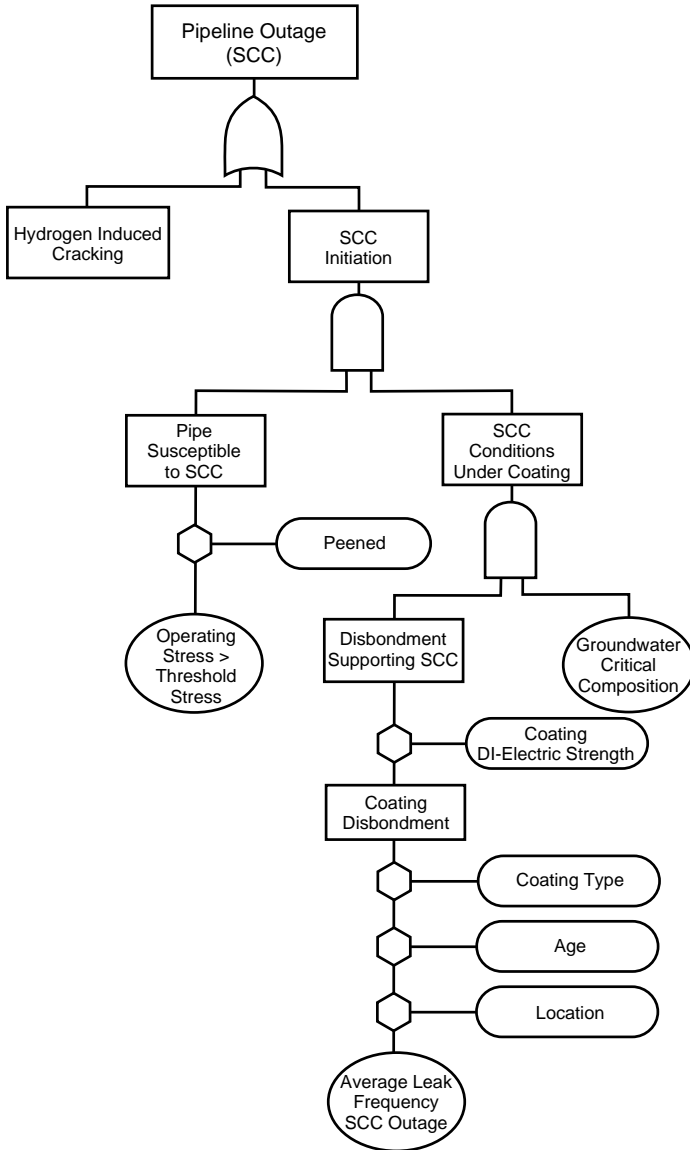 Pipeline Outage
(SCC)
Hydrogen Induced
Cracking
SCC
Initiation
Pipe
Susceptible
to SCC
SCC
Conditions
Under Coating
Peened
Operating
Stress >
Threshold
Stress
Disbondment
Supporting SCC
Groundwater
Critical
Composition
Coating
DI-Electric Strength
Coating
Disbondment
Coating Type
Age
Location
Average Leak
Frequency
SCC Outage